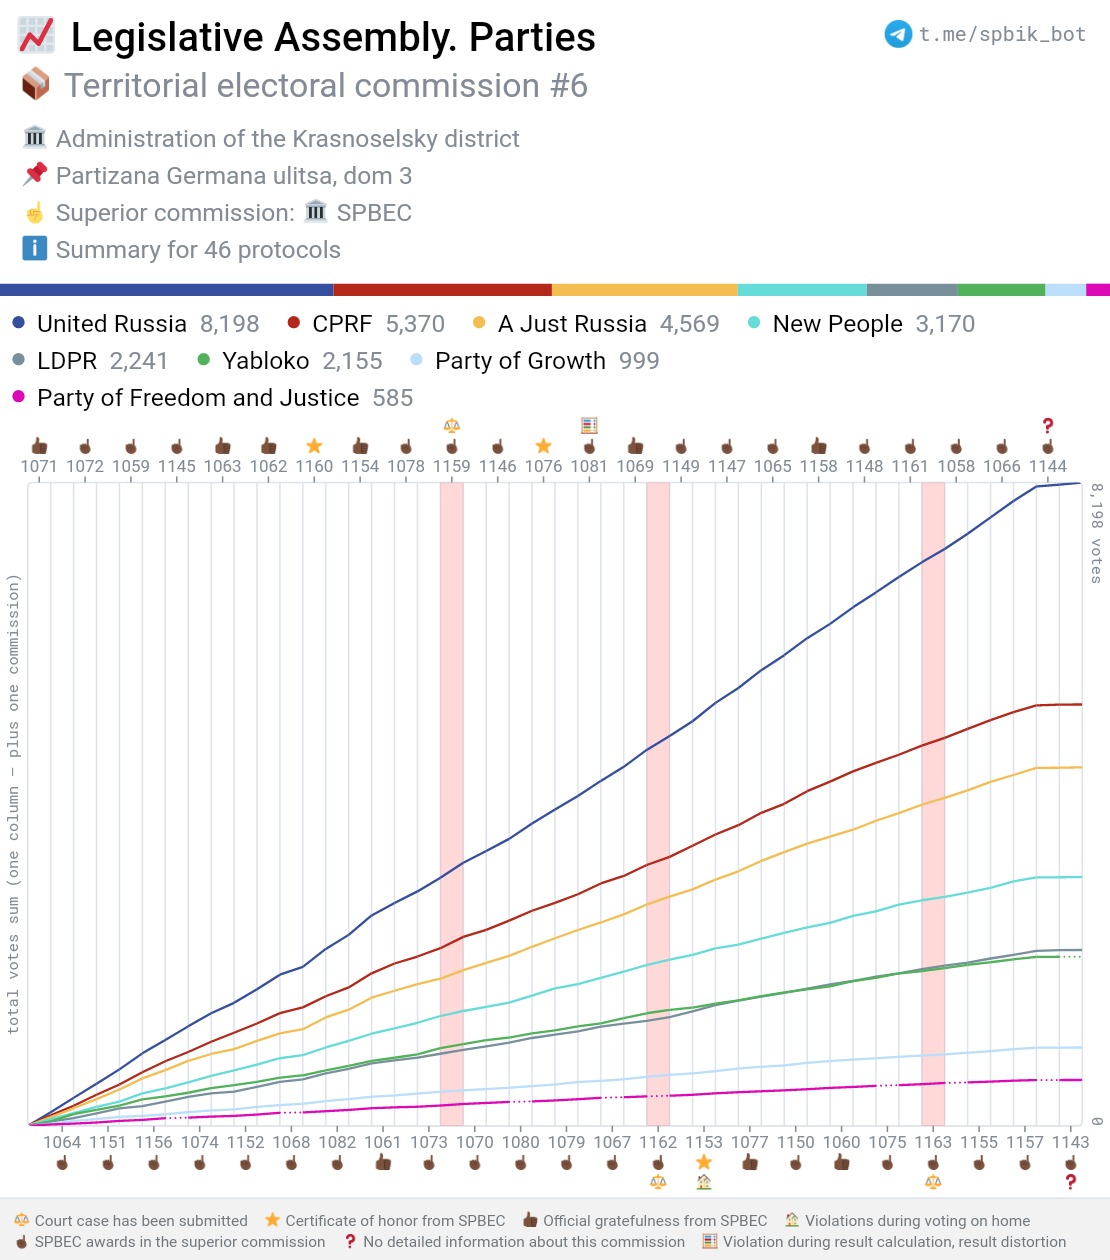 Legislative Assembly. Parties
t.me/spbik_bot
Territorial electoral commission #6
Administration of the Krasnoselsky district
Partizana Germana ulitsa, dom 3
Superior commission: SPBEC
Summary for 46 protocols
United Russia 8,198 CPRF 5,370 A Just Russia 4,569 New People 3,170
LDPR 2,241 Yabloko 2,155 Party of Growth 999
Party of Freedom and Justice 585
1071 1072 1059 1145 1063 1062 1160 1154 1078 1159 1146 1076 1081 1069 1149 1147 1065 1158 1148 1161 1058 1066 1144
8,198 votes
total votes sum (one column – plus one commission)
0
1064 1151 1156 1074 1152 1068 1082 1061 1073 1070 1080 1079 1067 1162 1153 1077 1150 1060 1075 1163 1155 1157 1143
Court case has been submitted Certificate of honor from SPBEC Official gratefulness from SPBEC Violations during voting on home
SPBEC awards in the superior commission No detailed information about this commission Violation during result calculation, result distortion